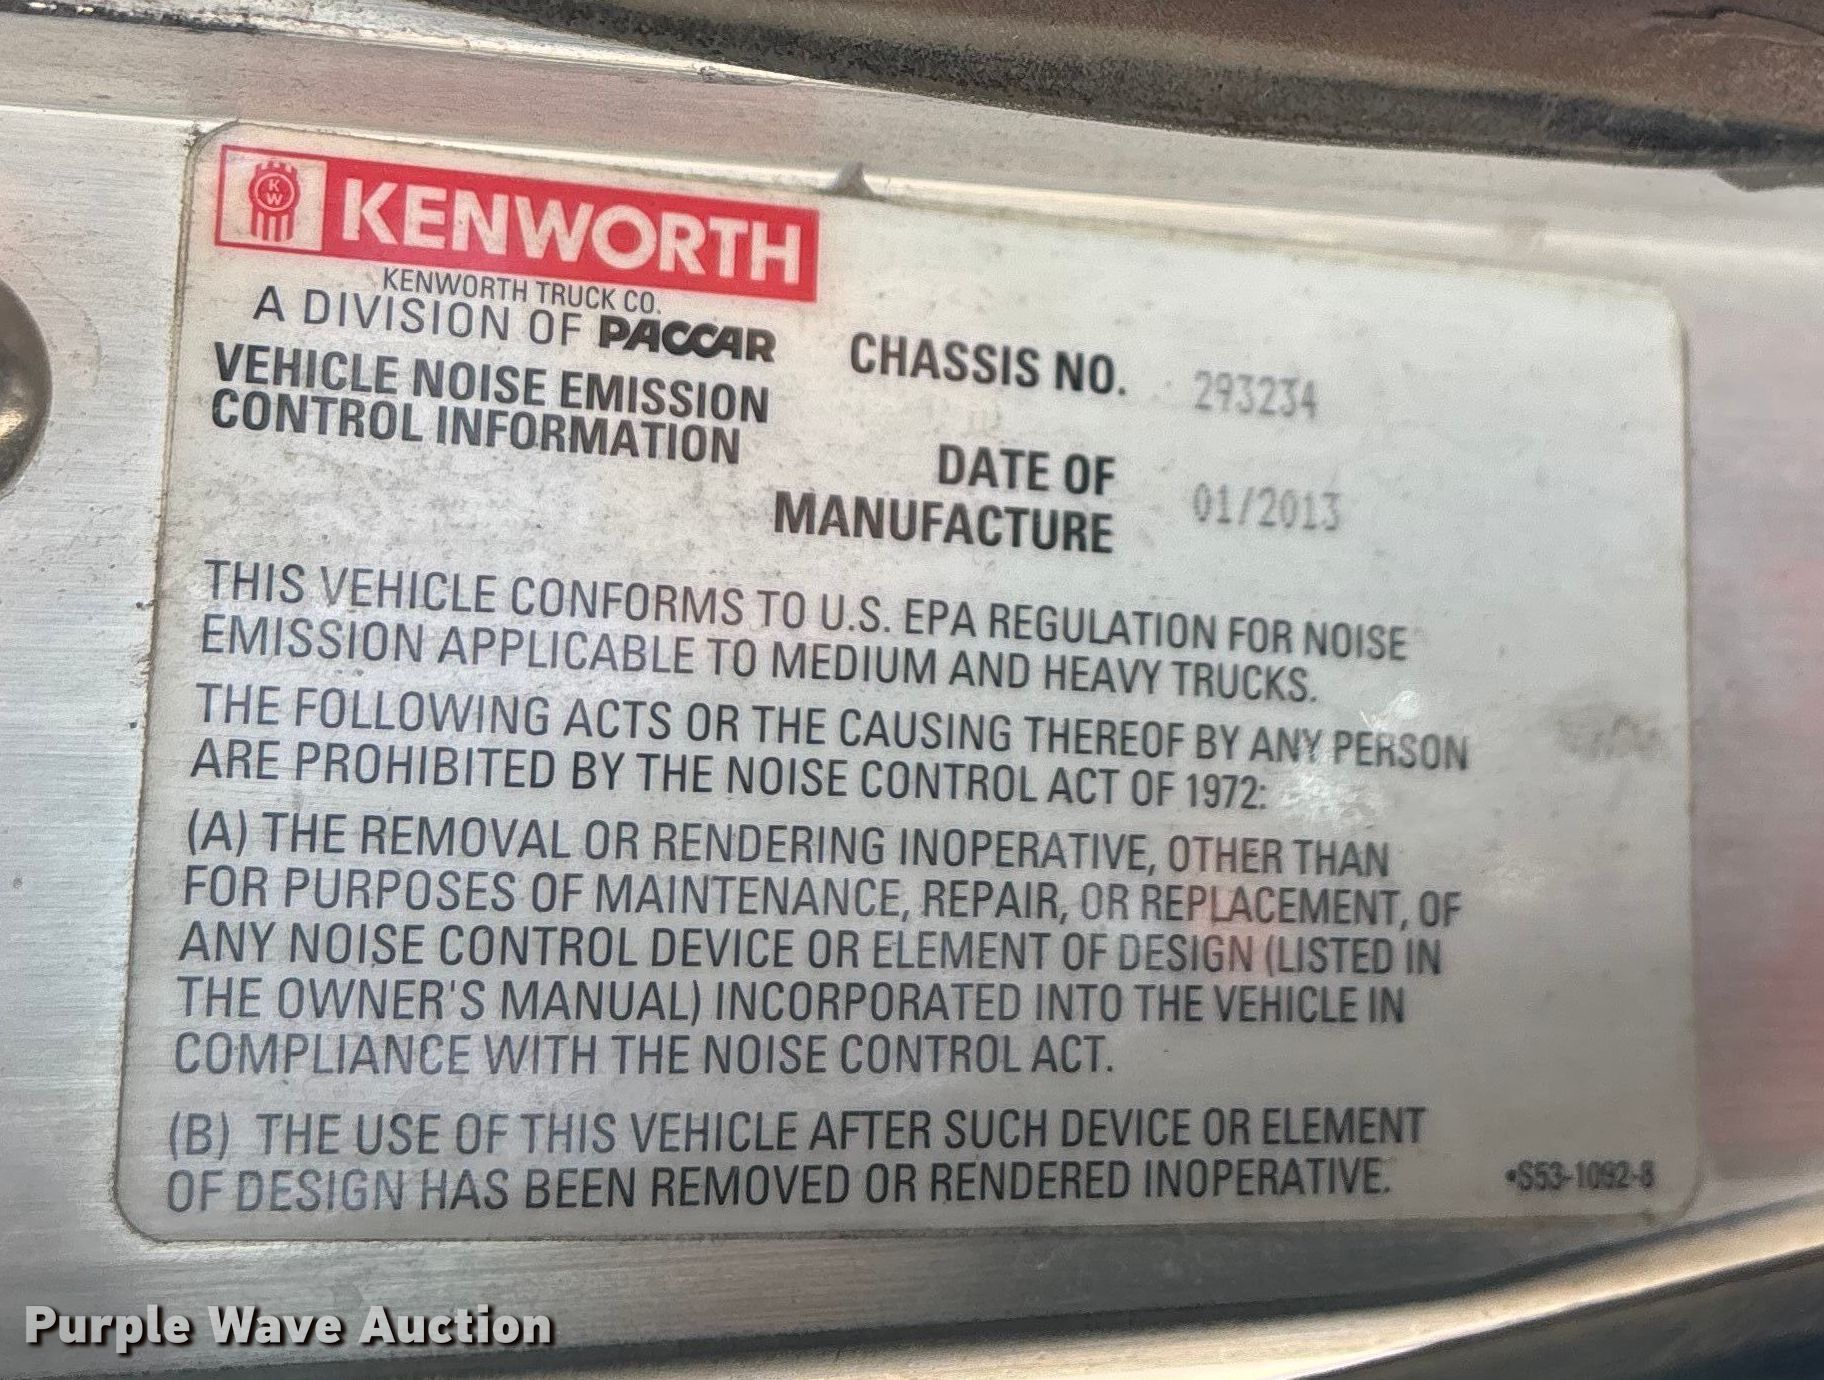 KW KENWORTH
KENWORTH TRUCK CO.
A DIVISION OF PACCAR
VEHICLE NOISE EMISSION
CONTROL INFORMATION
CHASSIS NO. 293234
DATE OF
MANUFACTURE 01/2013
THIS VEHICLE CONFORMS TO U.S. EPA REGULATION FOR NOISE
EMISSION APPLICABLE TO MEDIUM AND HEAVY TRUCKS.
THE FOLLOWING ACTS OR THE CAUSING THEREOF BY ANY PERSON
ARE PROHIBITED BY THE NOISE CONTROL ACT OF 1972:
(A) THE REMOVAL OR RENDERING INOPERATIVE, OTHER THAN
FOR PURPOSES OF MAINTENANCE, REPAIR, OR REPLACEMENT, OF
ANY NOISE CONTROL DEVICE OR ELEMENT OF DESIGN (LISTED IN
THE OWNER'S MANUAL) INCORPORATED INTO THE VEHICLE IN
COMPLIANCE WITH THE NOISE CONTROL ACT.
(B) THE USE OF THIS VEHICLE AFTER SUCH DEVICE OR ELEMENT
OF DESIGN HAS BEEN REMOVED OR RENDERED INOPERATIVE.
•S53-1092-8
Purple Wave Auction